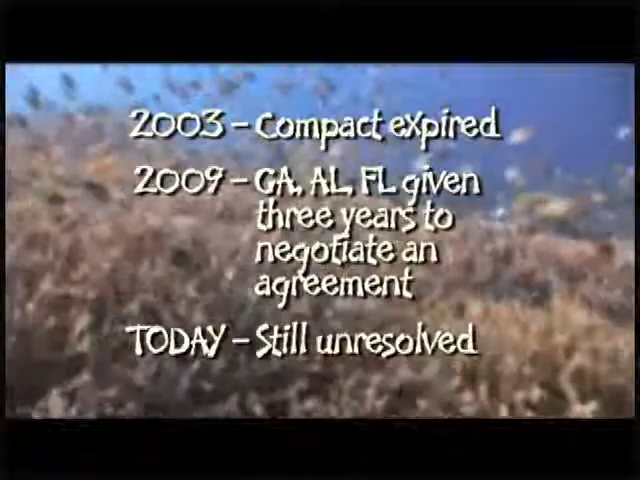 2003 – Compact expired
2009 – GA, AL, FL given
three years to
negotiate an
agreement
TODAY – Still unresolved